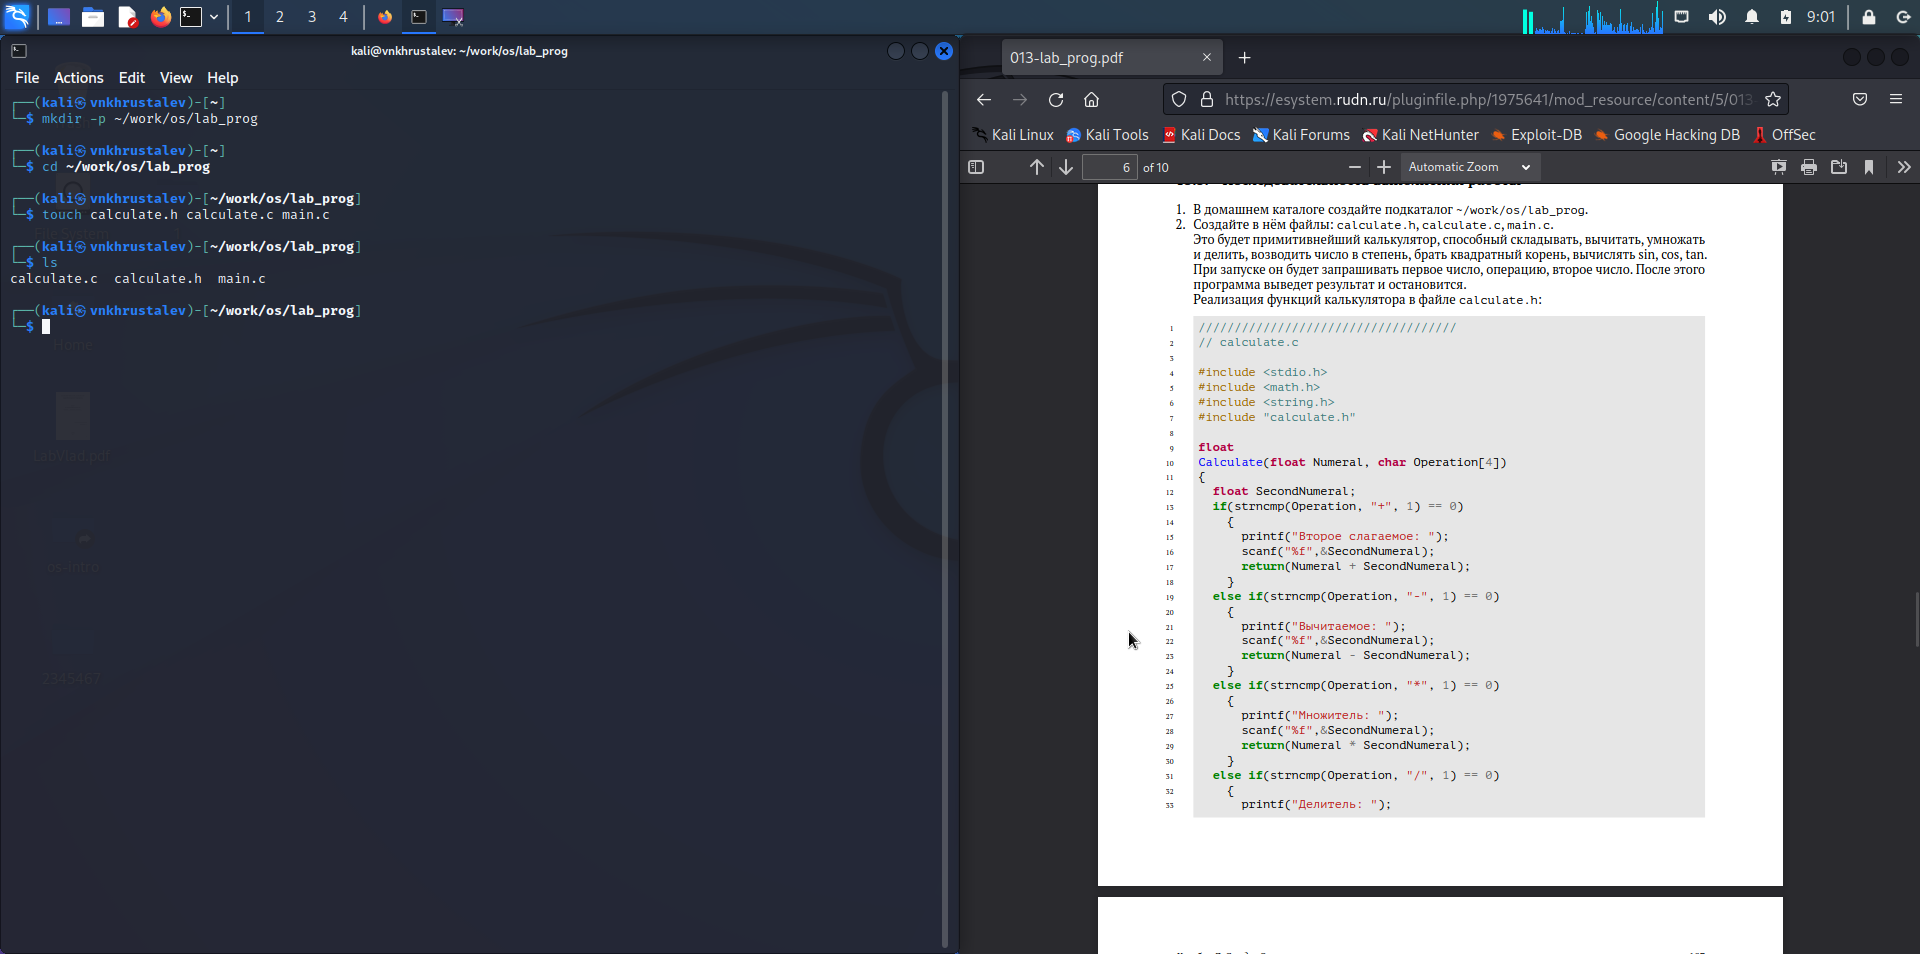 1
2
3
4
9:01
kali@vnkhrustalev: ~/work/os/lab_prog
File Actions Edit View Help
┌──(kali㉿vnkhrustalev)-[~]
└─$ mkdir -p ~/work/os/lab_prog
┌──(kali㉿vnkhrustalev)-[~]
└─$ cd ~/work/os/lab_prog
┌──(kali㉿vnkhrustalev)-[~/work/os/lab_prog]
└─$ touch calculate.h calculate.c main.c
┌──(kali㉿vnkhrustalev)-[~/work/os/lab_prog]
└─$ ls
calculate.c calculate.h main.c
┌──(kali㉿vnkhrustalev)-[~/work/os/lab_prog]
└─$
File System
Home
LabVlad.pdf
os-intro
2345467
013-lab_prog.pdf
https://esystem.rudn.ru/pluginfile.php/1975641/mod_resource/content/5/013-
Kali Linux Kali Tools Kali Docs Kali Forums Kali NetHunter Exploit-DB Google Hacking DB OffSec
6 of 10
Automatic Zoom
1. В домашнем каталоге создайте подкаталог ~/work/os/lab_prog.
2. Создайте в нём файлы: calculate.h, calculate.c, main.c.
Это будет примитивнейший калькулятор, способный складывать, вычитать, умножать
и делить, возводить число в степень, брать квадратный корень, вычислять sin, cos, tan.
При запуске он будет запрашивать первое число, операцию, второе число. После этого
программа выведет результат и остановится.
Реализация функций калькулятора в файле calculate.h:
1 ////////////////////////////////////
2 // calculate.c
3
4 #include <stdio.h>
5 #include <math.h>
6 #include <string.h>
7 #include "calculate.h"
8
9 float
10 Calculate(float Numeral, char Operation[4])
11 {
12 float SecondNumeral;
13 if(strncmp(Operation, "+", 1) == 0)
14 {
15 printf("Второе слагаемое: ");
16 scanf("%f",&SecondNumeral);
17 return(Numeral + SecondNumeral);
18 }
19 else if(strncmp(Operation, "-", 1) == 0)
20 {
21 printf("Вычитаемое: ");
22 scanf("%f",&SecondNumeral);
23 return(Numeral - SecondNumeral);
24 }
25 else if(strncmp(Operation, "*", 1) == 0)
26 {
27 printf("Множитель: ");
28 scanf("%f",&SecondNumeral);
29 return(Numeral * SecondNumeral);
30 }
31 else if(strncmp(Operation, "/", 1) == 0)
32 {
33 printf("Делитель: ");